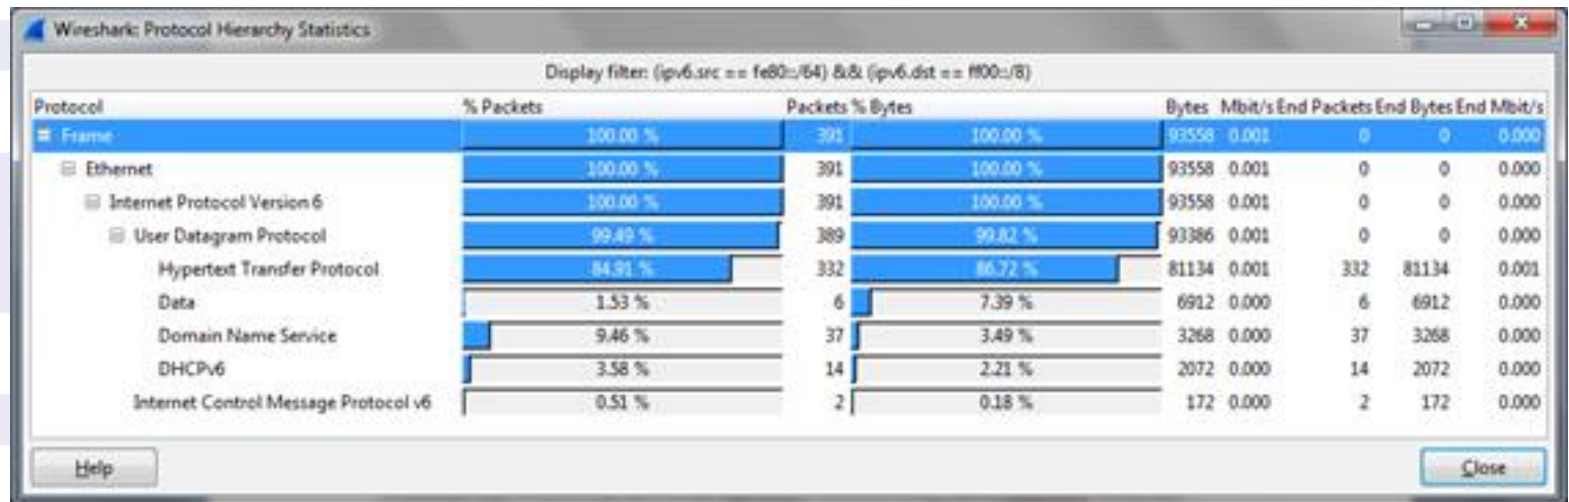 Wireshark: Protocol Hierarchy Statistics
Display filter: (ipv6.src == fe80::/64) && (ipv6.dst == ff00::/8)
Protocol % Packets Packets % Bytes Bytes Mbit/s End Packets End Bytes End Mbit/s
Frame 100.00 % 391 100.00 % 93558 0.001 0 0 0.000
Ethernet 100.00 % 391 100.00 % 93558 0.001 0 0 0.000
Internet Protocol Version 6 100.00 % 391 100.00 % 93558 0.001 0 0 0.000
User Datagram Protocol 99.49 % 389 99.82 % 93386 0.001 0 0 0.000
Hypertext Transfer Protocol 84.91 % 332 86.72 % 81134 0.001 332 81134 0.001
Data 1.53 % 6 7.39 % 6912 0.000 6 6912 0.000
Domain Name Service 9.46 % 37 3.49 % 3268 0.000 37 3268 0.000
DHCPv6 3.58 % 14 2.21 % 2072 0.000 14 2072 0.000
Internet Control Message Protocol v6 0.51 % 2 0.18 % 172 0.000 2 172 0.000
Help Close